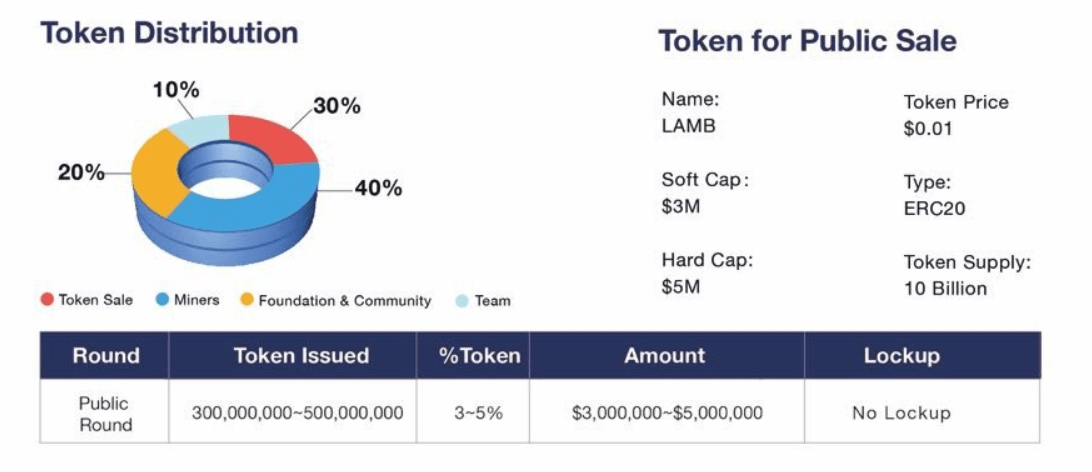 Token Distribution
10%
30%
20%
40%
Token Sale Miners Foundation & Community Team
Token for Public Sale
Name:
LAMB
Token Price
$0.01
Soft Cap:
$3M
Type:
ERC20
Hard Cap:
$5M
Token Supply:
10 Billion
Round Token Issued %Token Amount Lockup
Public
Round
300,000,000~500,000,000 3~5% $3,000,000~$5,000,000 No Lockup